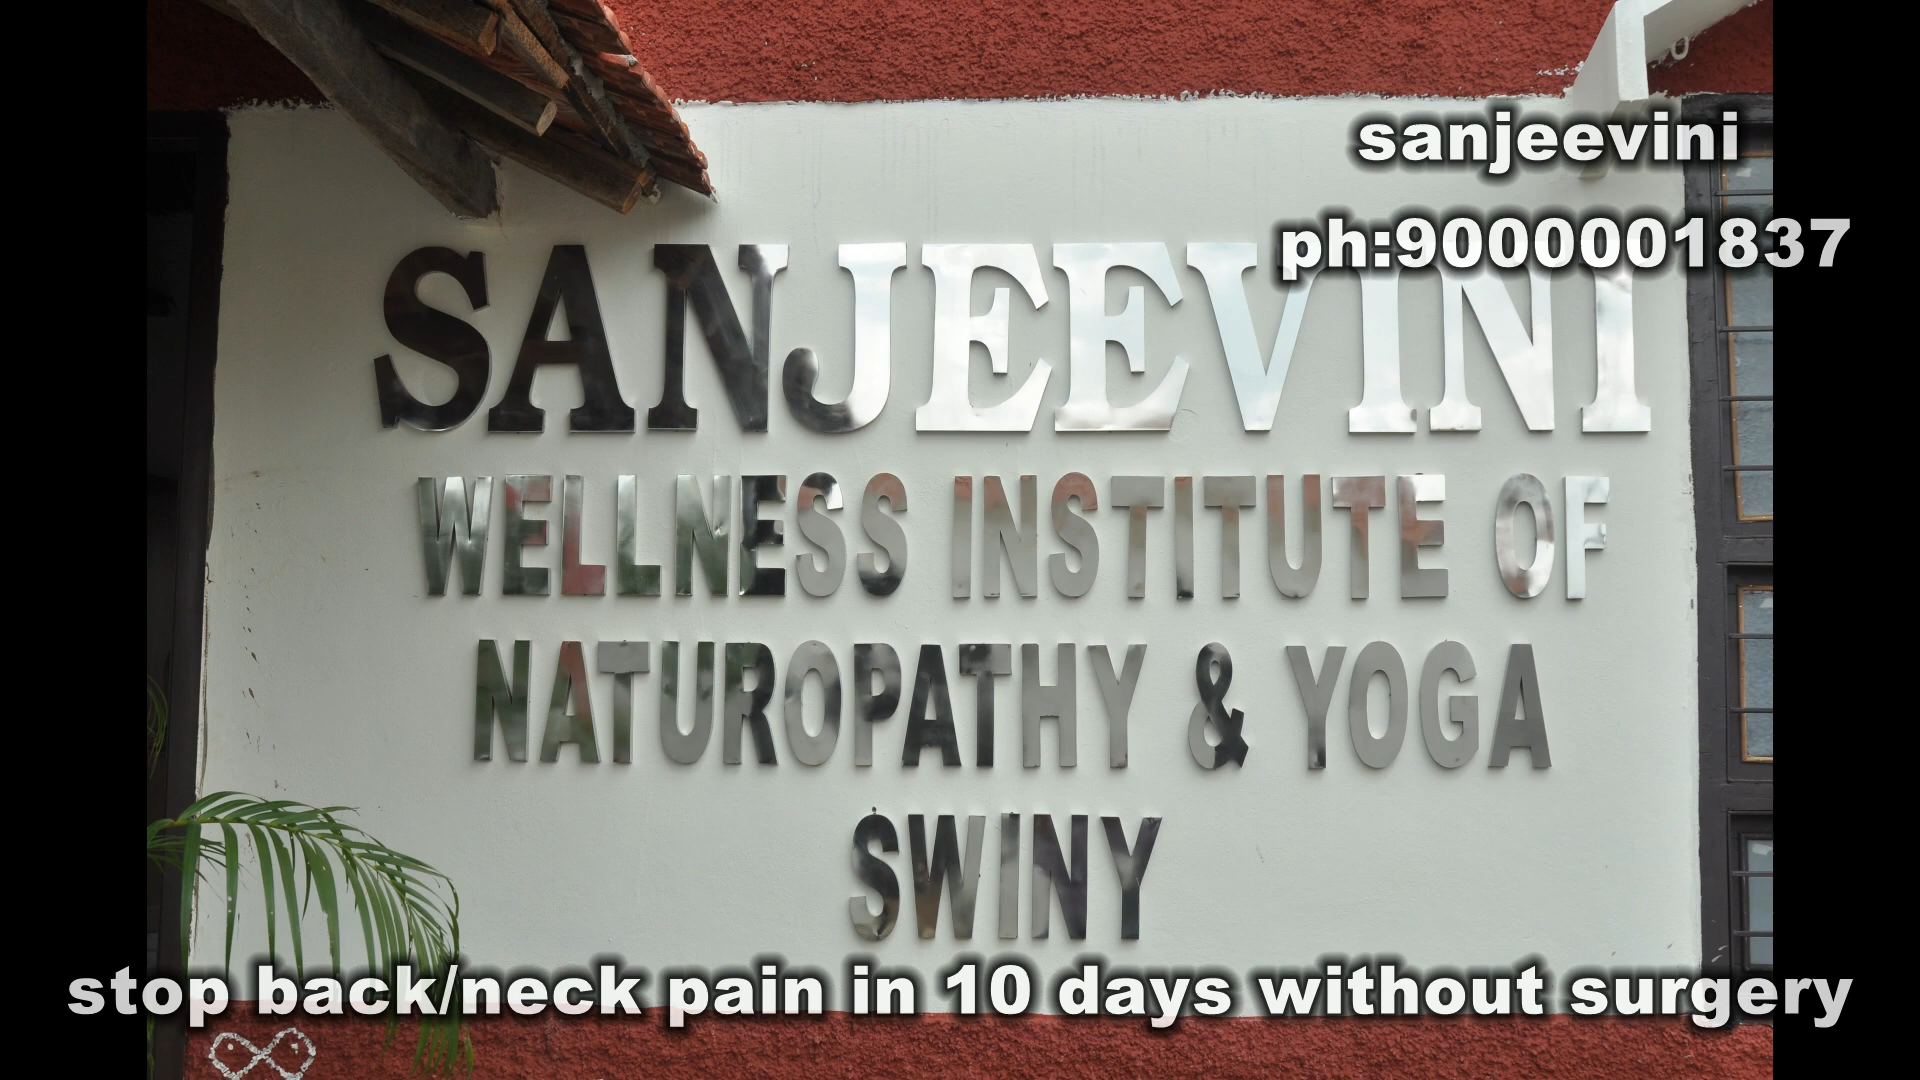 sanjeevini
ph:9000001837
SANJEEVINI
WELLNESS INSTITUTE OF
NATUROPATHY & YOGA
SWINY
stop back/neck pain in 10 days without surgery